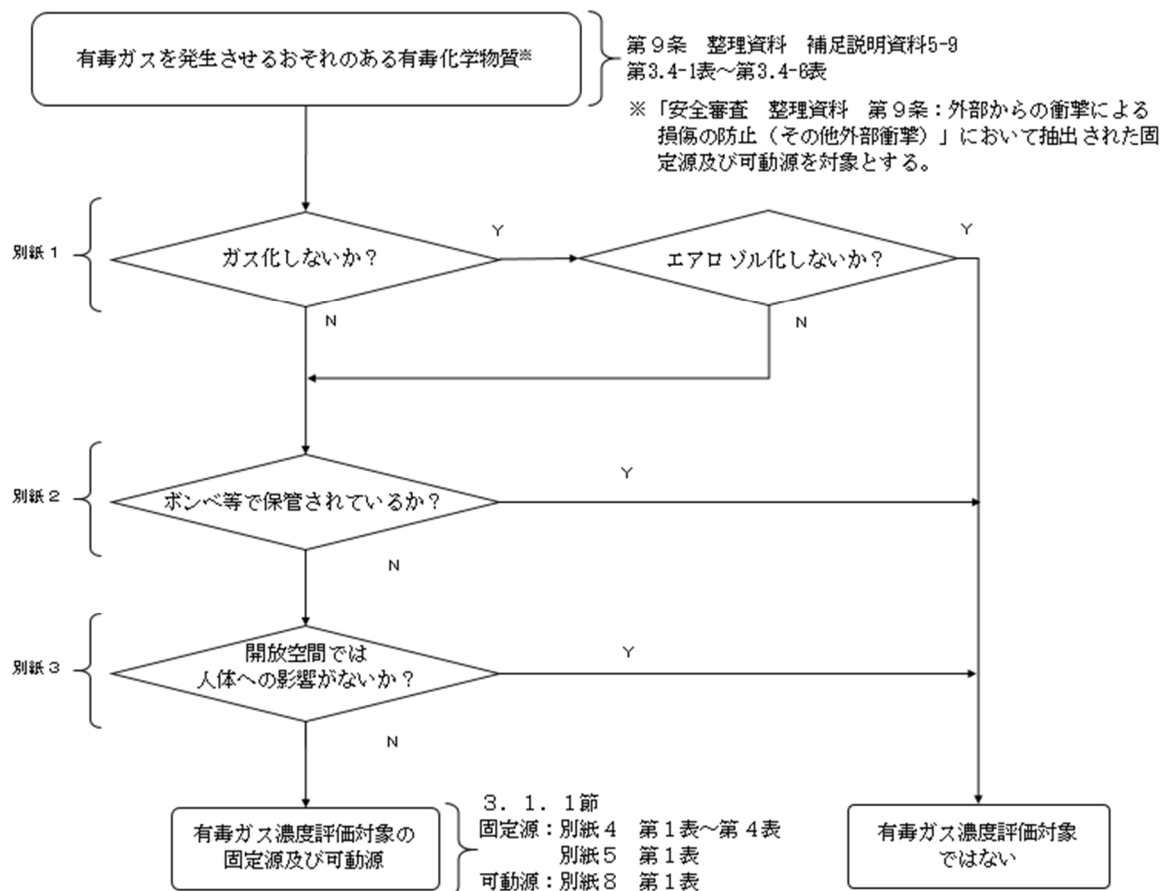 有毒ガスを発生させるおそれのある有毒化学物質※
第９条　整理資料　補足説明資料5-9
第3.4-1表～第3.4-6表
※「安全審査　整理資料　第９条：外部からの衝撃による
損傷の防止（その他外部衝撃）」において抽出された固
定源及び可動源を対象とする。
別紙１
ガス化しないか？
Y
エアロゾル化しないか？
Y
N
N
別紙２
ボンベ等で保管されているか？
Y
N
別紙３
開放空間では
人体への影響がないか？
Y
N
有毒ガス濃度評価対象の
固定源及び可動源
３．１．１節
固定源：別紙４　第１表～第４表
別紙５　第１表
可動源：別紙８　第１表
有毒ガス濃度評価対象
ではない